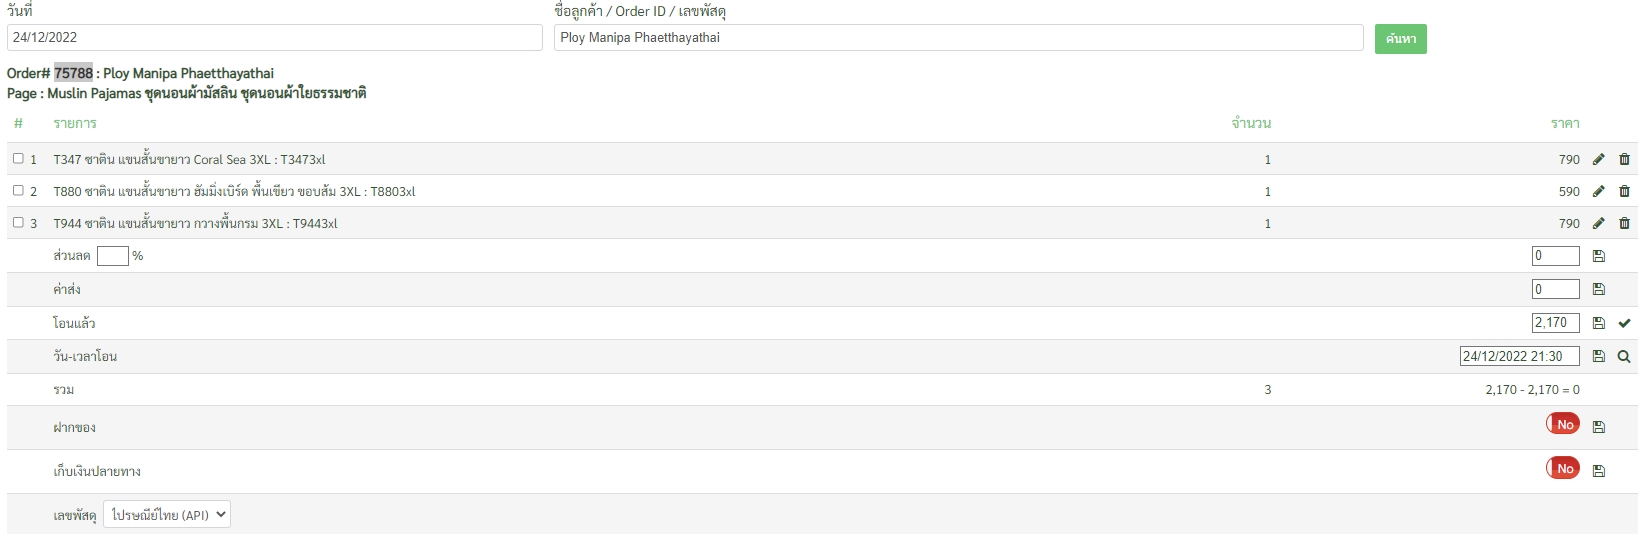 วันที่ ชื่อลูกค้า / Order ID / เลขพัสดุ
24/12/2022 Ploy Manipa Phaetthayathai ค้นหา
Order# 75788 : Ploy Manipa Phaetthayathai
Page : Muslin Pajamas ชุดนอนผ้ามัสลิน ชุดนอนผ้าใยธรรมชาติ
# รายการ จำนวน ราคา
1 T347 ซาติน แขนสั้นขายาว Coral Sea 3XL : T3473xl 1 790
2 T880 ซาติน แขนสั้นขายาว ฮัมมิ่งเบิร์ด พื้นเขียว ขอบส้ม 3XL : T8803xl 1 590
3 T944 ซาติน แขนสั้นขายาว กวางพื้นกรม 3XL : T9443xl 1 790
ส่วนลด % 0
ค่าส่ง 0
โอนแล้ว 2,170
วัน-เวลาโอน 24/12/2022 21:30
รวม 3 2,170 - 2,170 = 0
ฝากของ No
เก็บเงินปลายทาง No
เลขพัสดุ ไปรษณีย์ไทย (API)